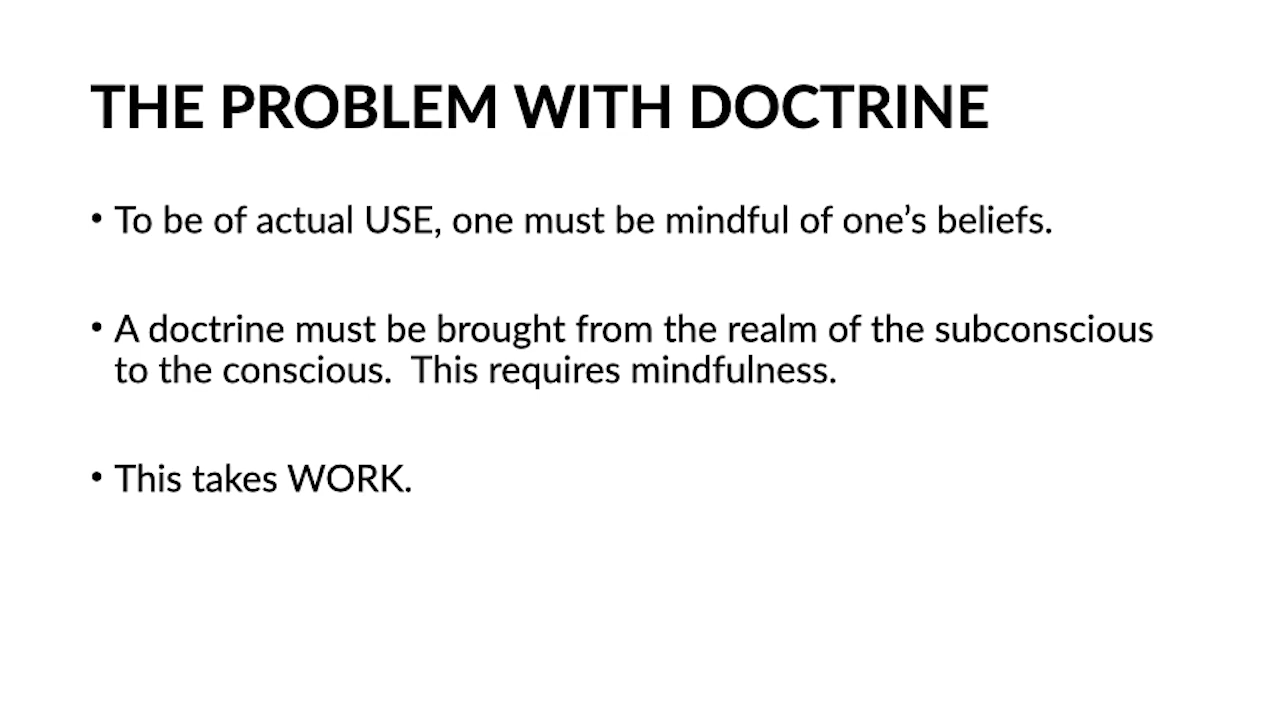 THE PROBLEM WITH DOCTRINE
• To be of actual USE, one must be mindful of one’s beliefs.
• A doctrine must be brought from the realm of the subconscious
to the conscious.  This requires mindfulness.
• This takes WORK.